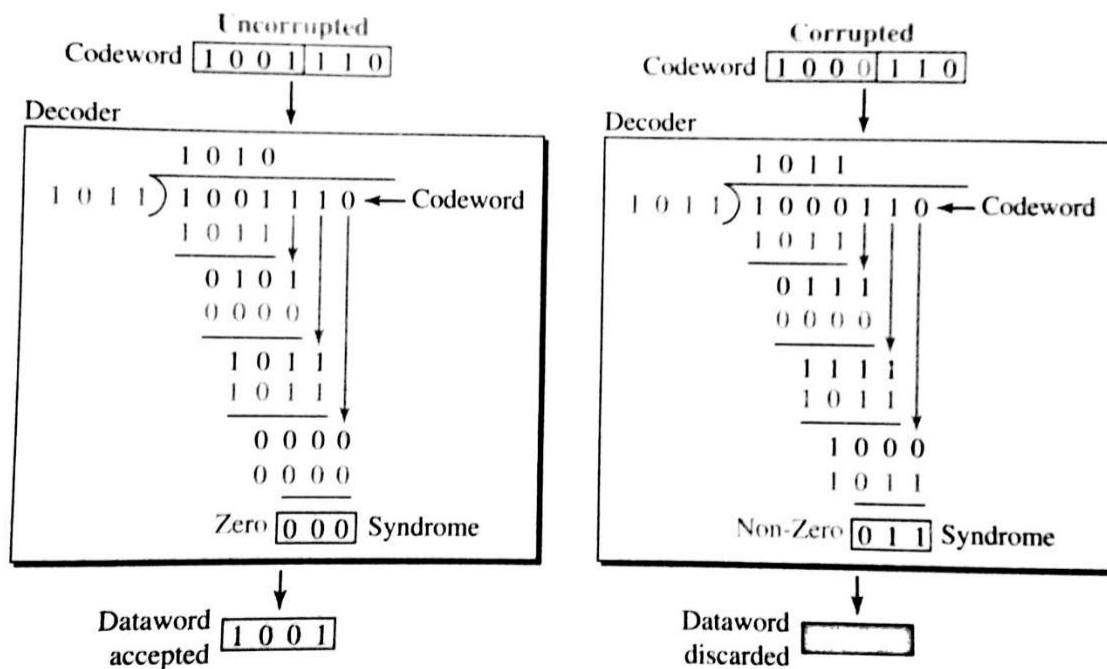 Uncorrupted
Codeword 1 0 0 1 1 1 0
Decoder
1 0 1 0
1 0 1 1 ) 1 0 0 1 1 1 0 Codeword
1 0 1 1
0 1 0 1
0 0 0 0
1 0 1 1
1 0 1 1
0 0 0 0
0 0 0 0
Zero 0 0 0 Syndrome
Dataword
accepted 1 0 0 1
Corrupted
Codeword 1 0 0 0 1 1 0
Decoder
1 0 1 1
1 0 1 1 ) 1 0 0 0 1 1 0 Codeword
1 0 1 1
0 1 1 1
0 0 0 0
1 1 1 1
1 0 1 1
1 0 0 0
1 0 1 1
Non-Zero 0 1 1 Syndrome
Dataword
discarded